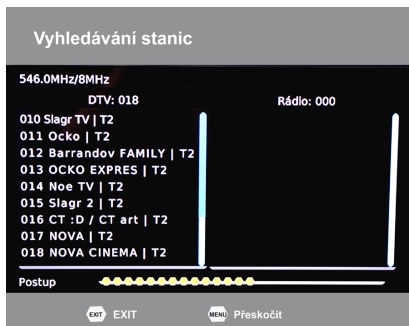 Vyhledávání stanic
546.0MHz/8MHz
DTV: 018
Rádlo: 000
010 Slagr TV | T2
011 Ocko | T2
012 Barrandov FAMILY | T2
013 OCKO EXPRES | T2
014 Noe TV | T2
015 Slagr 2 | T2
016 CT :D / CT art | T2
017 NOVA | T2
018 NOVA CINEMA | T2
Postup
EXIT EXIT
MENU Přeskočit